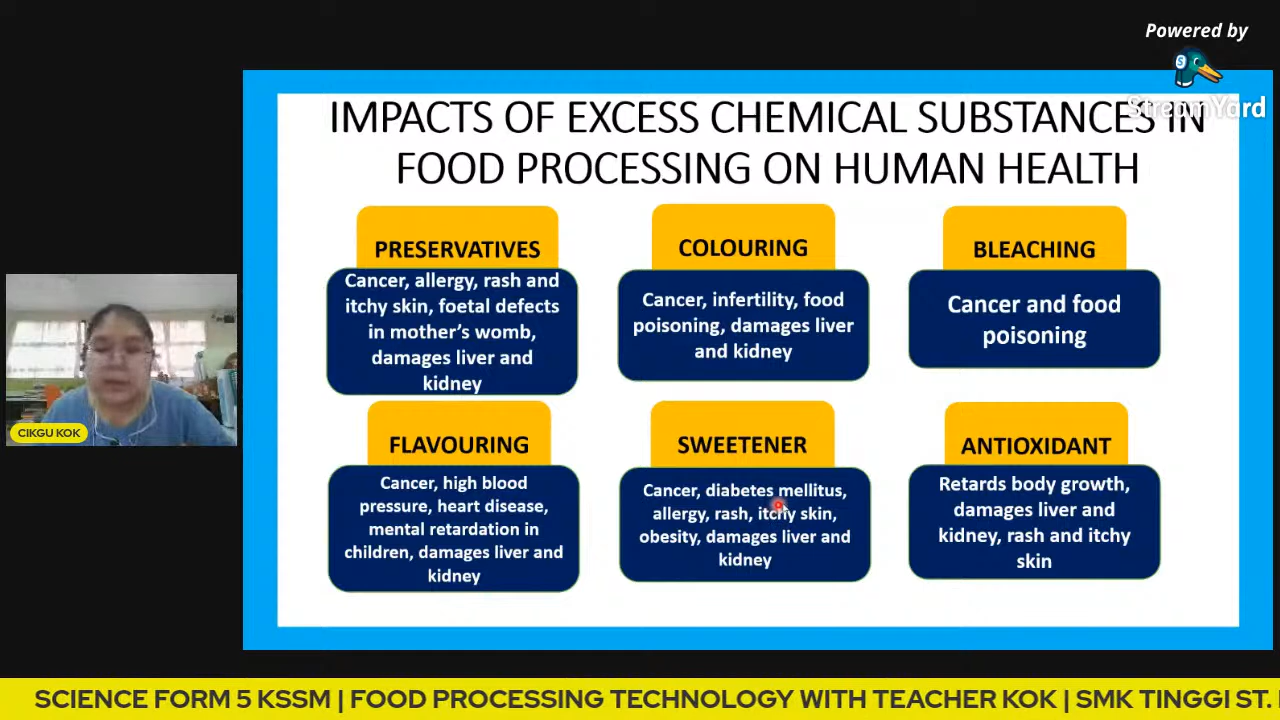 Powered by
StreamYard
IMPACTS OF EXCESS CHEMICAL SUBSTANCES IN
FOOD PROCESSING ON HUMAN HEALTH
PRESERVATIVES
Cancer, allergy, rash and
itchy skin, foetal defects
in mother's womb,
damages liver and
kidney
COLOURING
Cancer, infertility, food
poisoning, damages liver
and kidney
BLEACHING
Cancer and food
poisoning
FLAVOURING
Cancer, high blood
pressure, heart disease,
mental retardation in
children, damages liver and
kidney
SWEETENER
Cancer, diabetes mellitus,
allergy, rash, itchy skin,
obesity, damages liver and
kidney
ANTIOXIDANT
Retards body growth,
damages liver and
kidney, rash and itchy
skin
CIKGU KOK
SCIENCE FORM 5 KSSM | FOOD PROCESSING TECHNOLOGY WITH TEACHER KOK | SMK TINGGI ST.